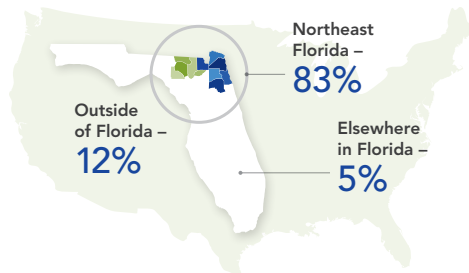 Northeast
Florida –
83%
Outside
of Florida –
12%
Elsewhere
in Florida –
5%